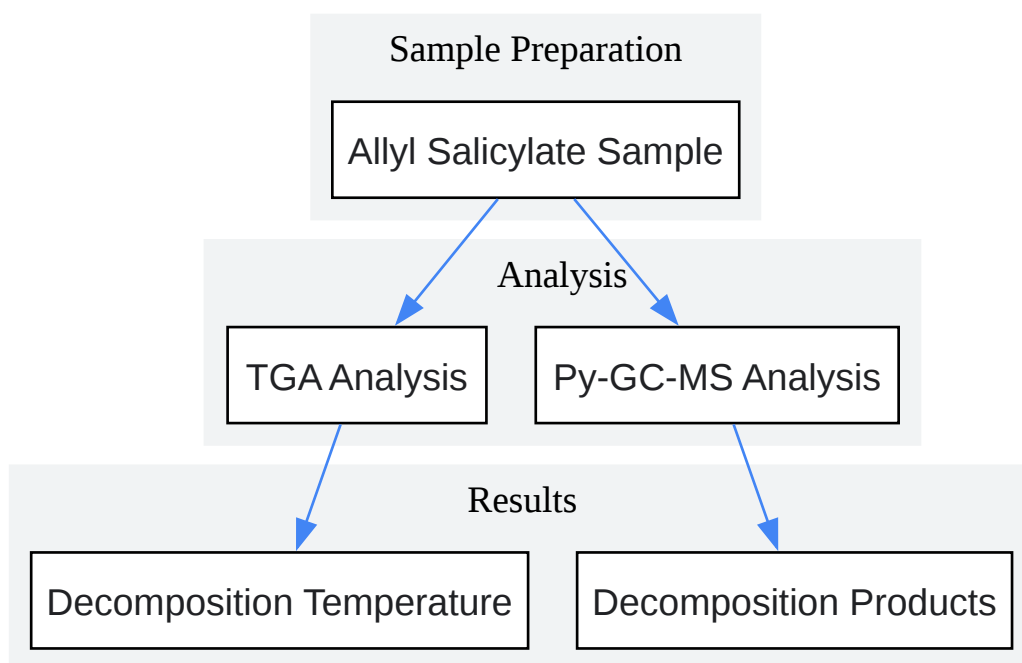 Sample Preparation
Allyl Salicylate Sample
Analysis
TGA Analysis
Py-GC-MS Analysis
Results
Decomposition Temperature
Decomposition Products